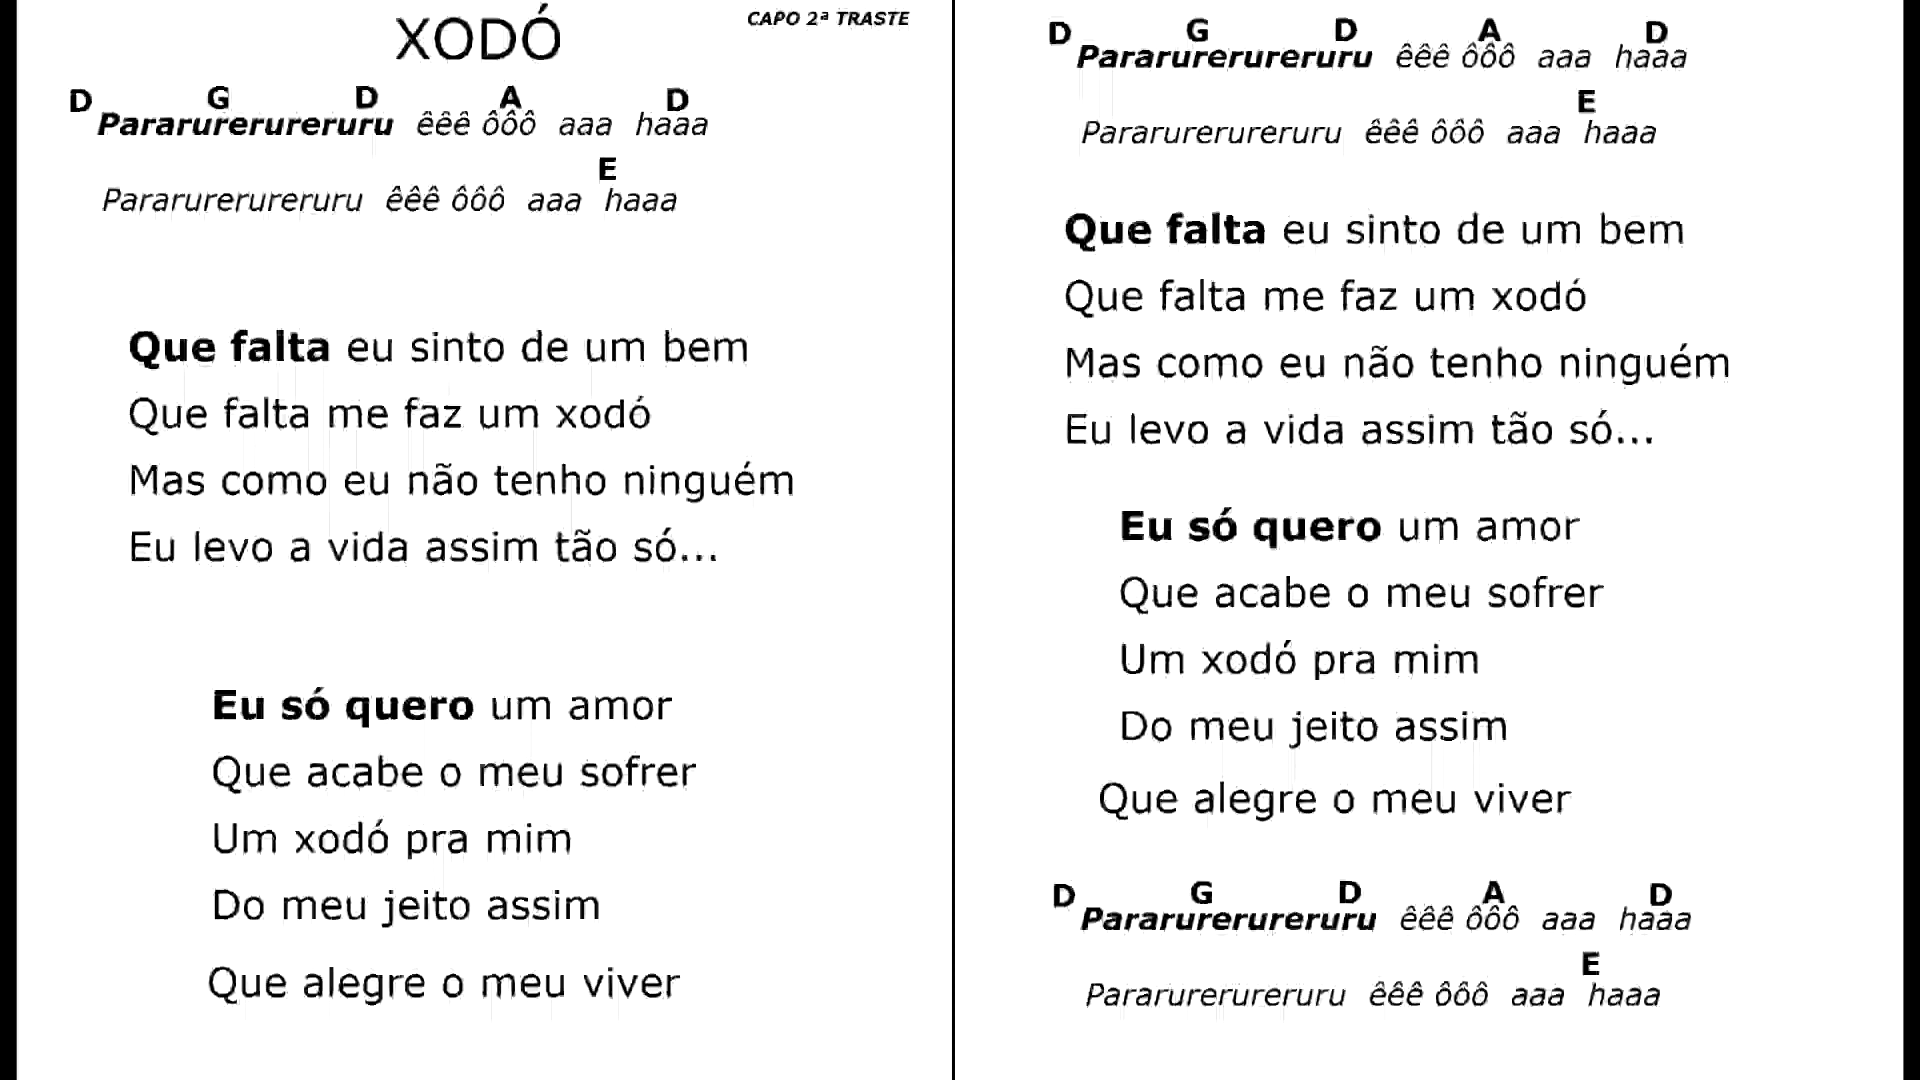 XODÓ
CAPO 2ª TRASTE
D G D A D
Pararurerureruru êêê ôôô aaa haaa
E
Pararurerureruru êêê ôôô aaa haaa
Que falta eu sinto de um bem
Que falta me faz um xodó
Mas como eu não tenho ninguém
Eu levo a vida assim tão só...
Eu só quero um amor
Que acabe o meu sofrer
Um xodó pra mim
Do meu jeito assim
Que alegre o meu viver
D G D A D
Pararurerureruru êêê ôôô aaa haaa
E
Pararurerureruru êêê ôôô aaa haaa
Que falta eu sinto de um bem
Que falta me faz um xodó
Mas como eu não tenho ninguém
Eu levo a vida assim tão só...
Eu só quero um amor
Que acabe o meu sofrer
Um xodó pra mim
Do meu jeito assim
Que alegre o meu viver
D G D A D
Pararurerureruru êêê ôôô aaa haaa
E
Pararurerureruru êêê ôôô aaa haaa